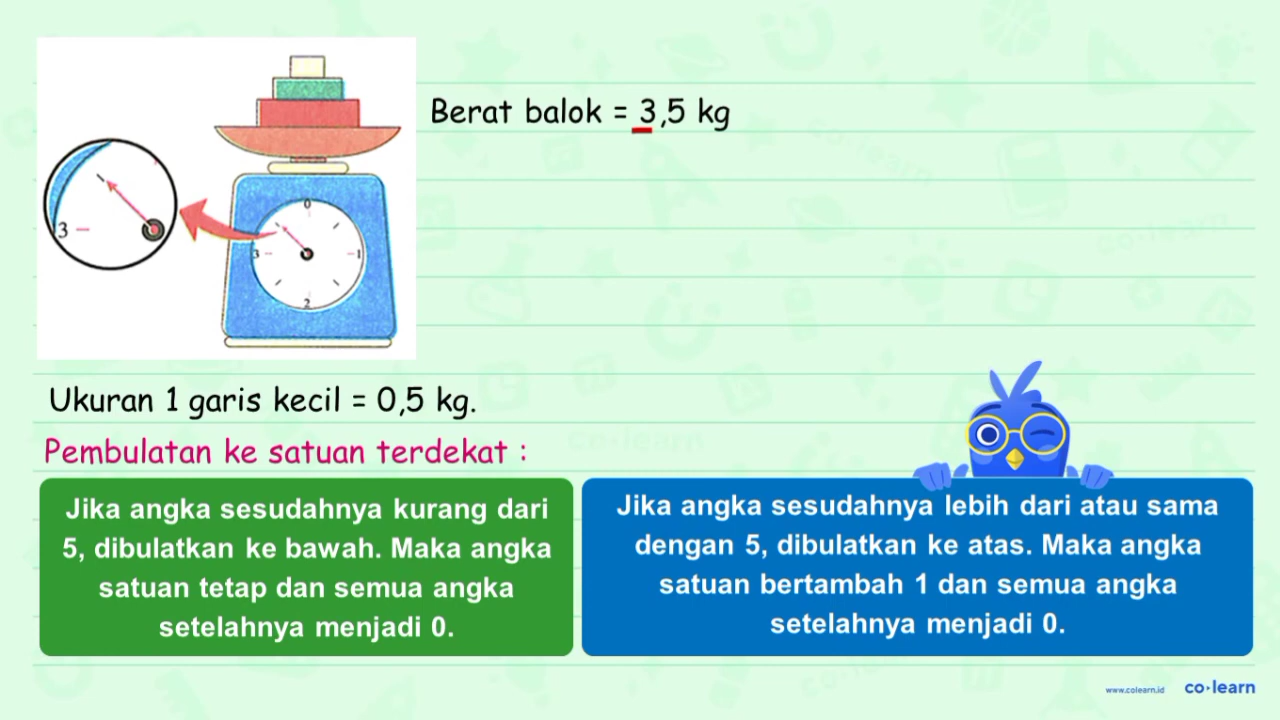 Berat balok = 3,5 kg
0
3
1
2
3
Ukuran 1 garis kecil = 0,5 kg.
Pembulatan ke satuan terdekat :
Jika angka sesudahnya kurang dari
5, dibulatkan ke bawah. Maka angka
satuan tetap dan semua angka
setelahnya menjadi 0.
Jika angka sesudahnya lebih dari atau sama
dengan 5, dibulatkan ke atas. Maka angka
satuan bertambah 1 dan semua angka
setelahnya menjadi 0.
www.colearn.id
co·learn